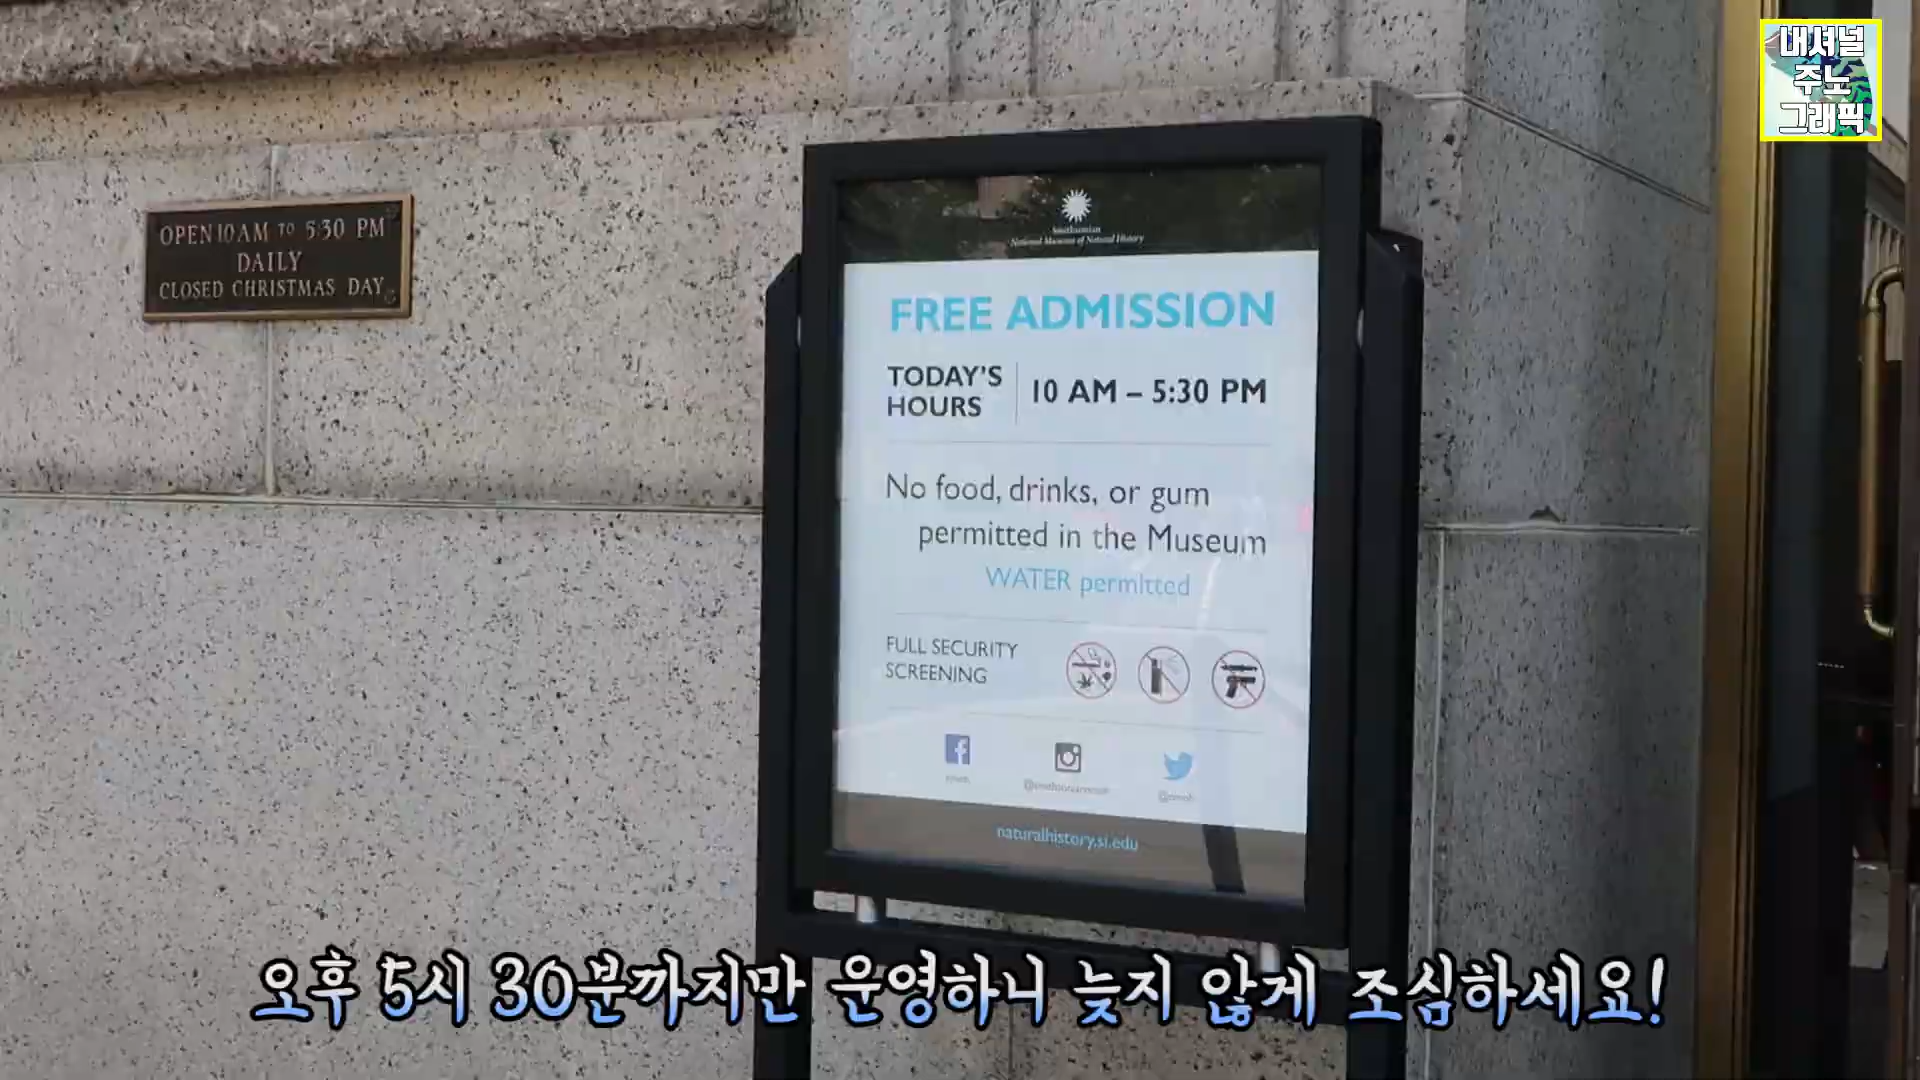 내셔널
주노
그래픽
OPEN 10 AM TO 5:30 PM
DAILY
CLOSED CHRISTMAS DAY
Smithsonian
National Museum of Natural History
FREE ADMISSION
TODAY'S
HOURS
10 AM – 5:30 PM
No food, drinks, or gum
permitted in the Museum
WATER permitted
FULL SECURITY
SCREENING
naturalhistory.si.edu
오후 5시 30분까지만 운영하니 늦지 않게 조심하세요!